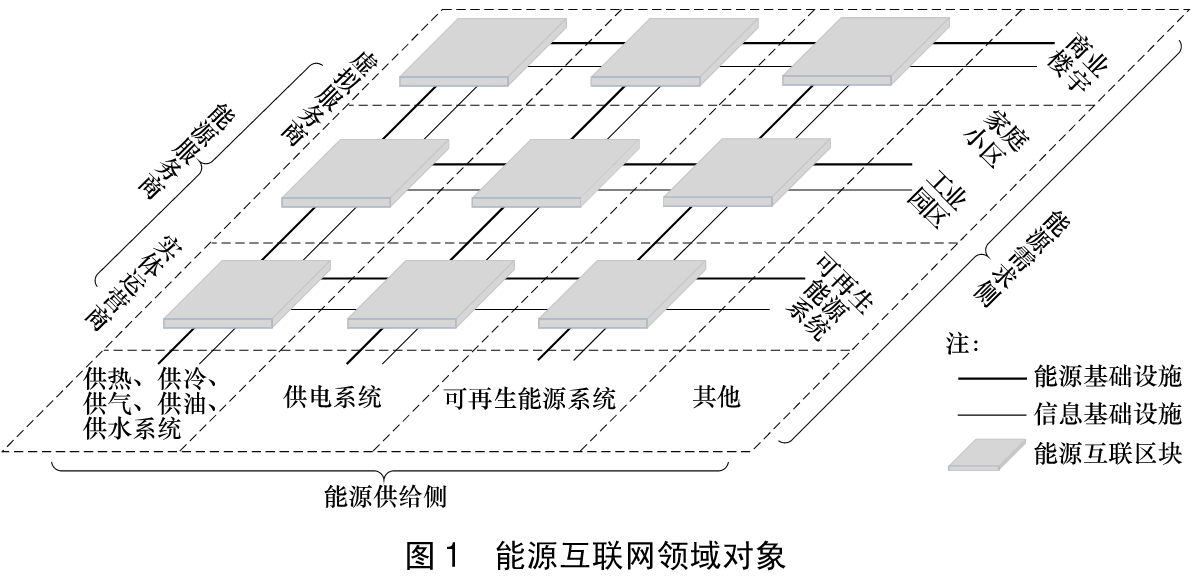 虚拟服务商
能源服务商
实体运营商
商业
楼宇
家庭
小区
工业
园区
可再生
能源
系统
能源需求侧
供热、供冷、
供气、供油、
供水系统
供电系统
可再生能源系统
其他
能源供给侧
注：
能源基础设施
信息基础设施
能源互联区块
图 1 能源互联网领域对象